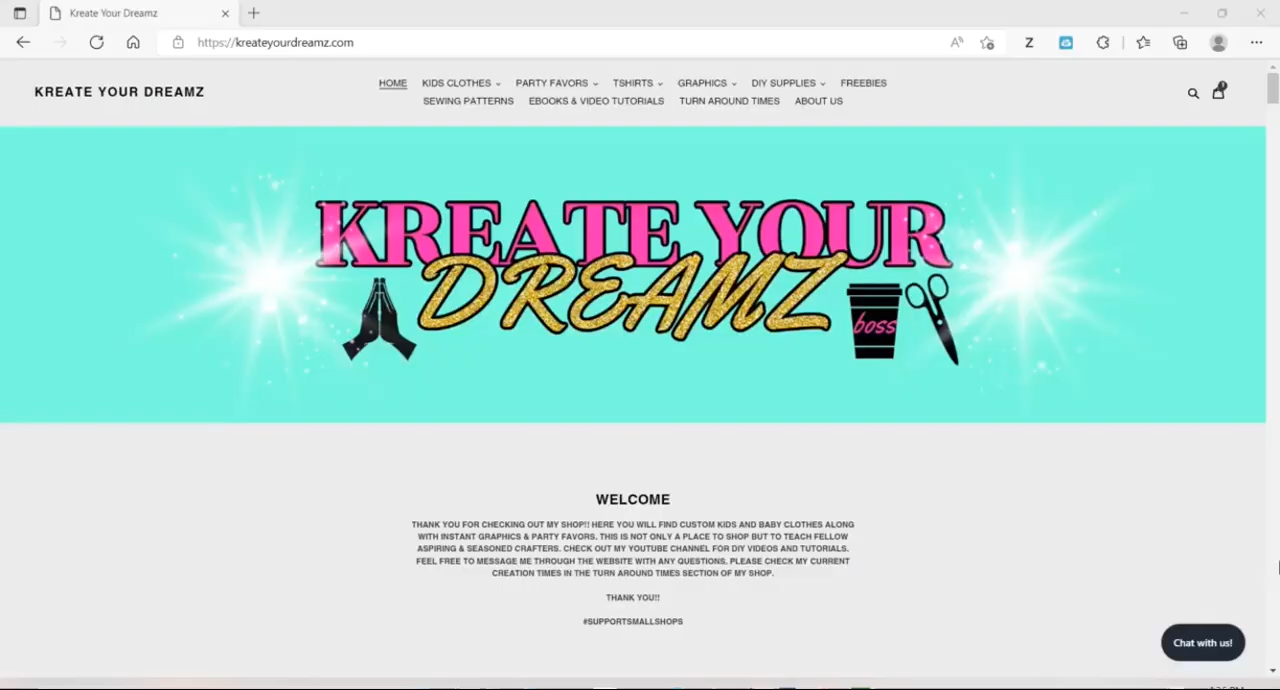 Kreate Your Dreamz
https://kreateyourdreamz.com
A
Z
KREATE YOUR DREAMZ
HOME KIDS CLOTHES PARTY FAVORS TSHIRTS GRAPHICS DIY SUPPLIES FREEBIES
SEWING PATTERNS EBOOKS & VIDEO TUTORIALS TURN AROUND TIMES ABOUT US
KREATE YOUR
DREAMZ
boss
WELCOME
THANK YOU FOR CHECKING OUT MY SHOP!! HERE YOU WILL FIND CUSTOM KIDS AND BABY CLOTHES ALONG
WITH INSTANT GRAPHICS & PARTY FAVORS. THIS IS NOT ONLY A PLACE TO SHOP BUT TO TEACH FELLOW
ASPIRING & SEASONED CRAFTERS. CHECK OUT MY YOUTUBE CHANNEL FOR DIY VIDEOS AND TUTORIALS.
FEEL FREE TO MESSAGE ME THROUGH THE WEBSITE WITH ANY QUESTIONS. PLEASE CHECK MY CURRENT
CREATION TIMES IN THE TURN AROUND TIMES SECTION OF MY SHOP.
THANK YOU!!
#SUPPORTSMALLSHOPS
Chat with us!